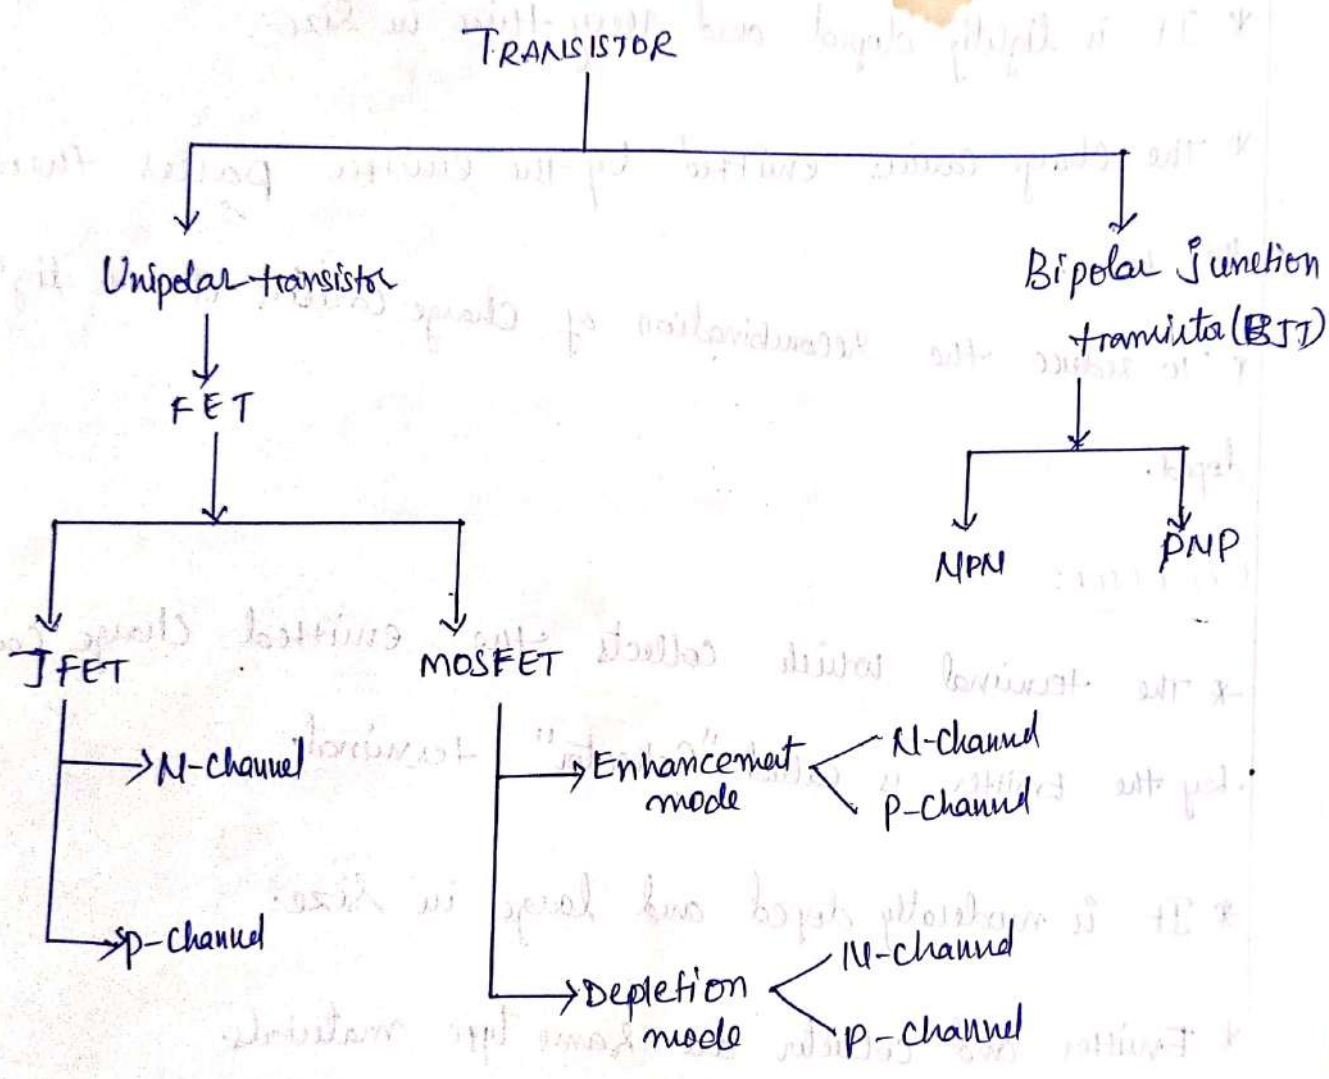 TRANSISTOR
Unipolar transistor
Bipolar junction
transistor (BJT)
FET
NPN
PNP
JFET
MOSFET
N-channel
Enhancement
mode
N-channel
P-channel
P-channel
Depletion
mode
N-channel
P-channel